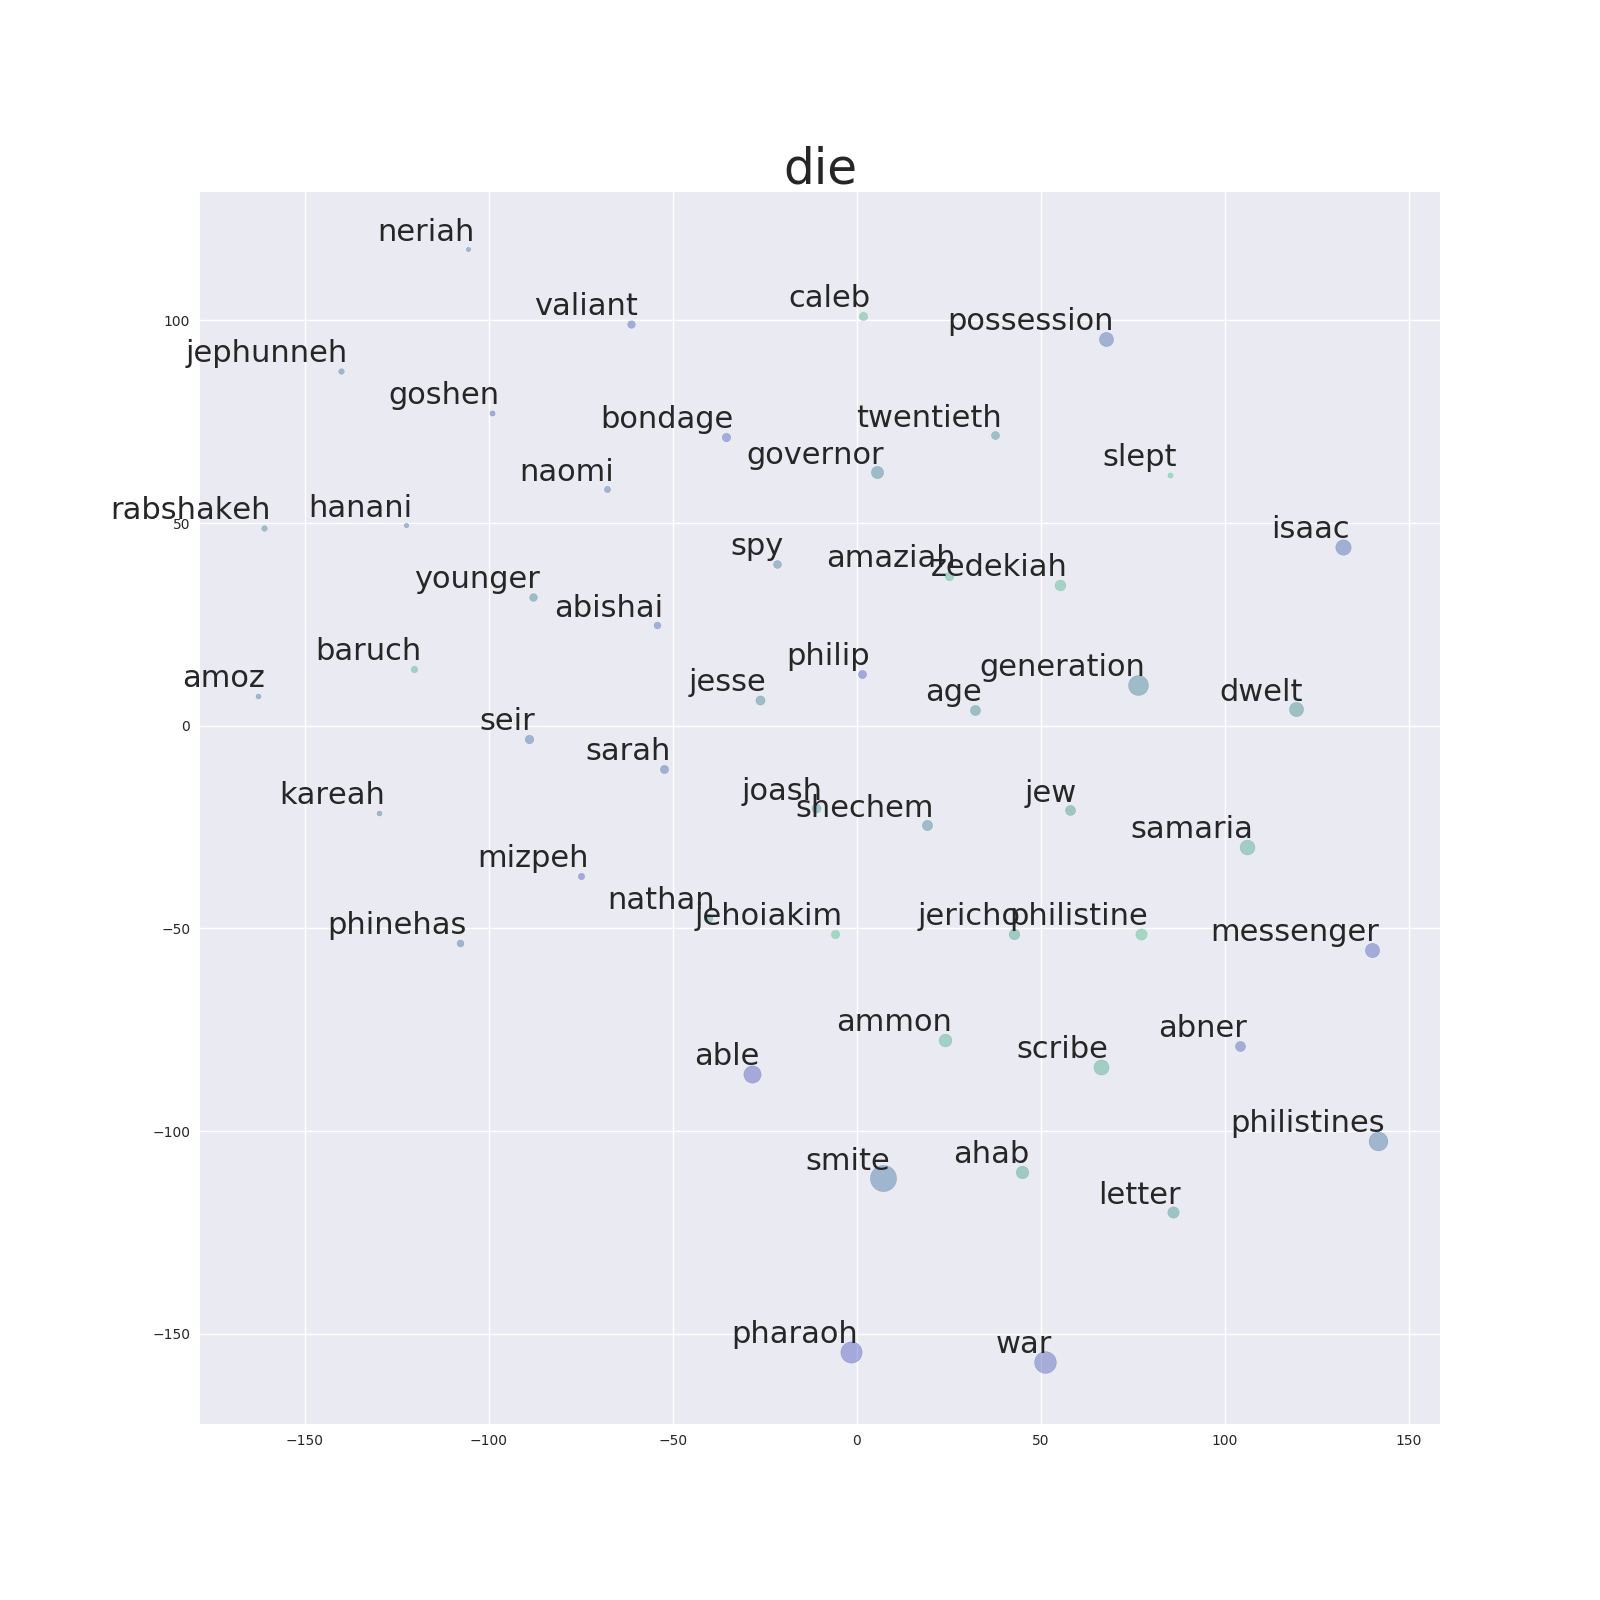 die
neriah
caleb
valiant
possession
100
jephunneh
goshen
bondage
twentieth
governor
slept
naomi
rabshakeh
hanani
50
isaac
spy
amaziah
zedekiah
younger
abishai
baruch
philip
generation
amoz
jesse
age
dwelt
seir
0
sarah
joash
shechem
jew
kareah
samaria
mizpeh
nathan
jehoiakim
jericho
philistine
phinehas
−50
messenger
ammon
abner
able
scribe
philistines
−100
smite
ahab
letter
pharaoh
−150
war
−150
−100
−50
0
50
100
150